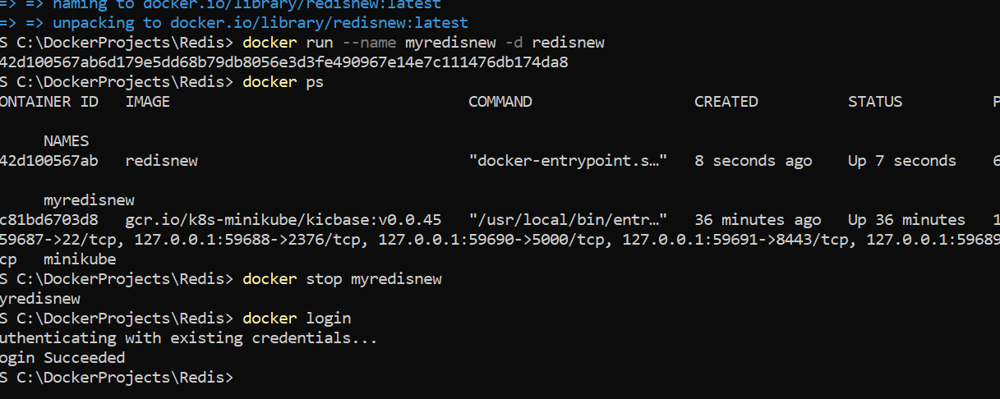 => => naming to docker.io/library/redisnew:latest
=> => unpacking to docker.io/library/redisnew:latest
S C:\DockerProjects\Redis> docker run --name myredisnew -d redisnew
42d100567ab6d179e5dd68b79db8056e3d3fe490967e14e7c111476db174da8
S C:\DockerProjects\Redis> docker ps
ONTAINER ID   IMAGE                                 COMMAND                  CREATED          STATUS          P
NAMES
42d100567ab   redisnew                              "docker-entrypoint.s…"   8 seconds ago    Up 7 seconds    6
myredisnew
c81bd6703d8   gcr.io/k8s-minikube/kicbase:v0.0.45   "/usr/local/bin/entr…"   36 minutes ago   Up 36 minutes   1
59687->22/tcp, 127.0.0.1:59688->2376/tcp, 127.0.0.1:59690->5000/tcp, 127.0.0.1:59691->8443/tcp, 127.0.0.1:59689
cp   minikube
S C:\DockerProjects\Redis> docker stop myredisnew
yredisnew
S C:\DockerProjects\Redis> docker login
uthenticating with existing credentials...
ogin Succeeded
S C:\DockerProjects\Redis>